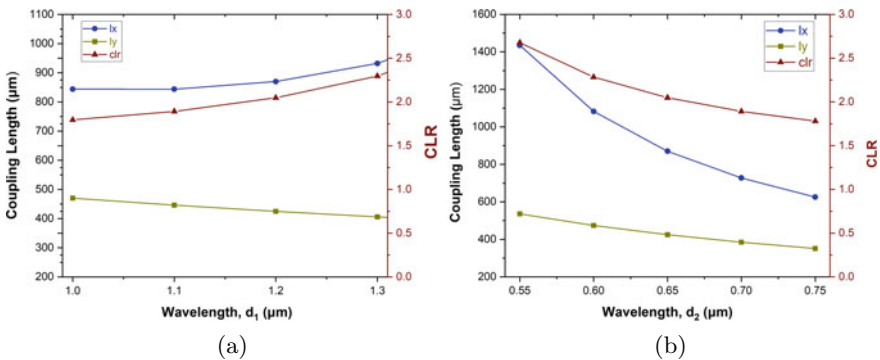 1100
1000
900
800
700
600
500
400
300
200
Coupling Length (µm)
lx
ly
clr
3.0
2.5
2.0
1.5
1.0
0.5
0.0
CLR
1.0 1.1 1.2 1.3
Wavelength, d1 (µm)
(a)
1600
1400
1200
1000
800
600
400
200
Coupling Length (µm)
lx
ly
clr
3.0
2.5
2.0
1.5
1.0
0.5
0.0
CLR
0.55 0.60 0.65 0.70 0.75
Wavelength, d2 (µm)
(b)